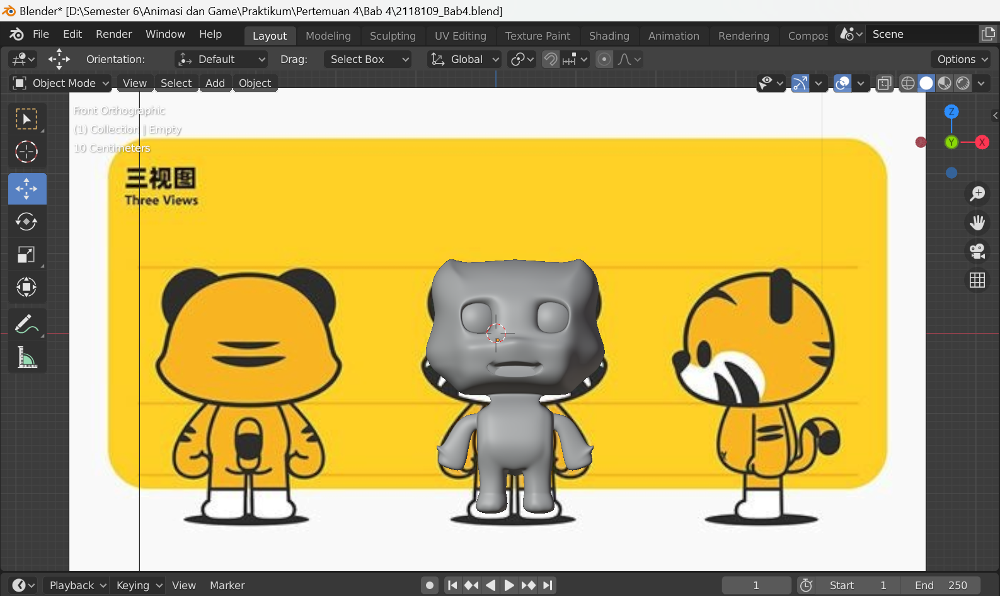 Blender* [D:\Semester 6\Animasi dan Game\Praktikum\Pertemuan 4\Bab 4\2118109_Bab4.blend]
File Edit Render Window Help Layout Modeling Sculpting UV Editing Texture Paint Shading Animation Rendering Compos Scene
Orientation: Default Drag: Select Box Global Options
Object Mode View Select Add Object
Front Orthographic
(1) Collection | Empty
10 Centimeters
Z
Y X
三视图
Three Views
Playback Keying View Marker 1 Start 1 End 250